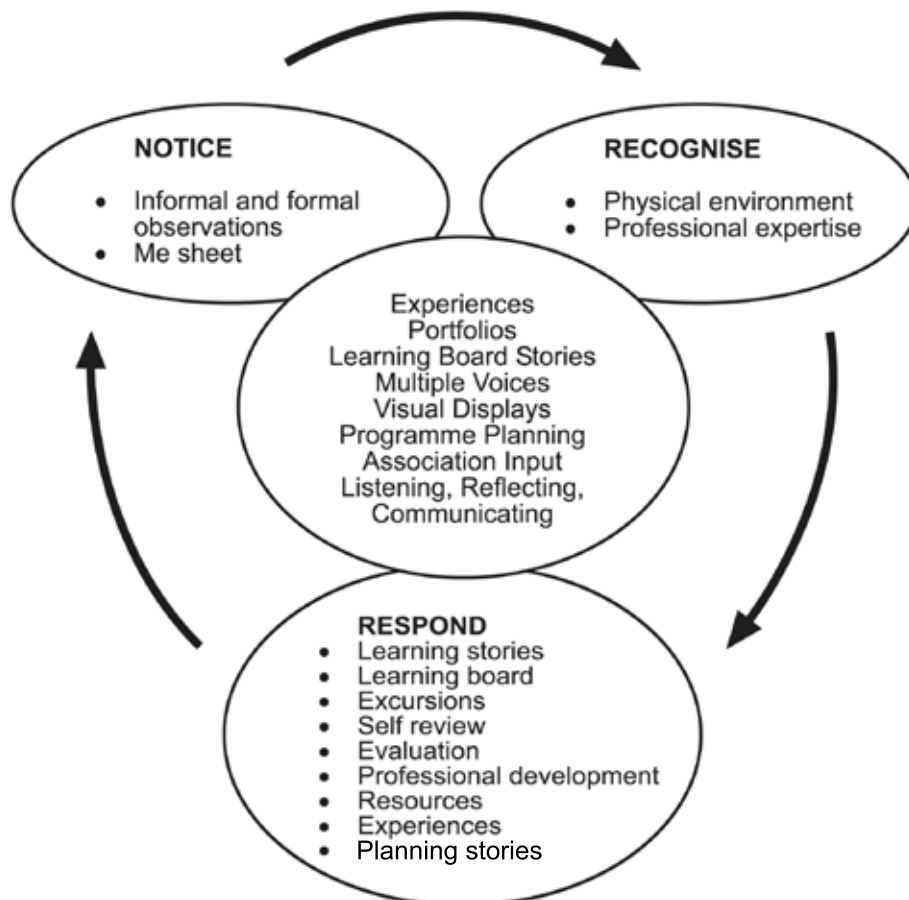 NOTICE
• Informal and formal
observations
• Me sheet
RECOGNISE
• Physical environment
• Professional expertise
Experiences
Portfolios
Learning Board Stories
Multiple Voices
Visual Displays
Programme Planning
Association Input
Listening, Reflecting,
Communicating
RESPOND
• Learning stories
• Learning board
• Excursions
• Self review
• Evaluation
• Professional development
• Resources
• Experiences
• Planning stories